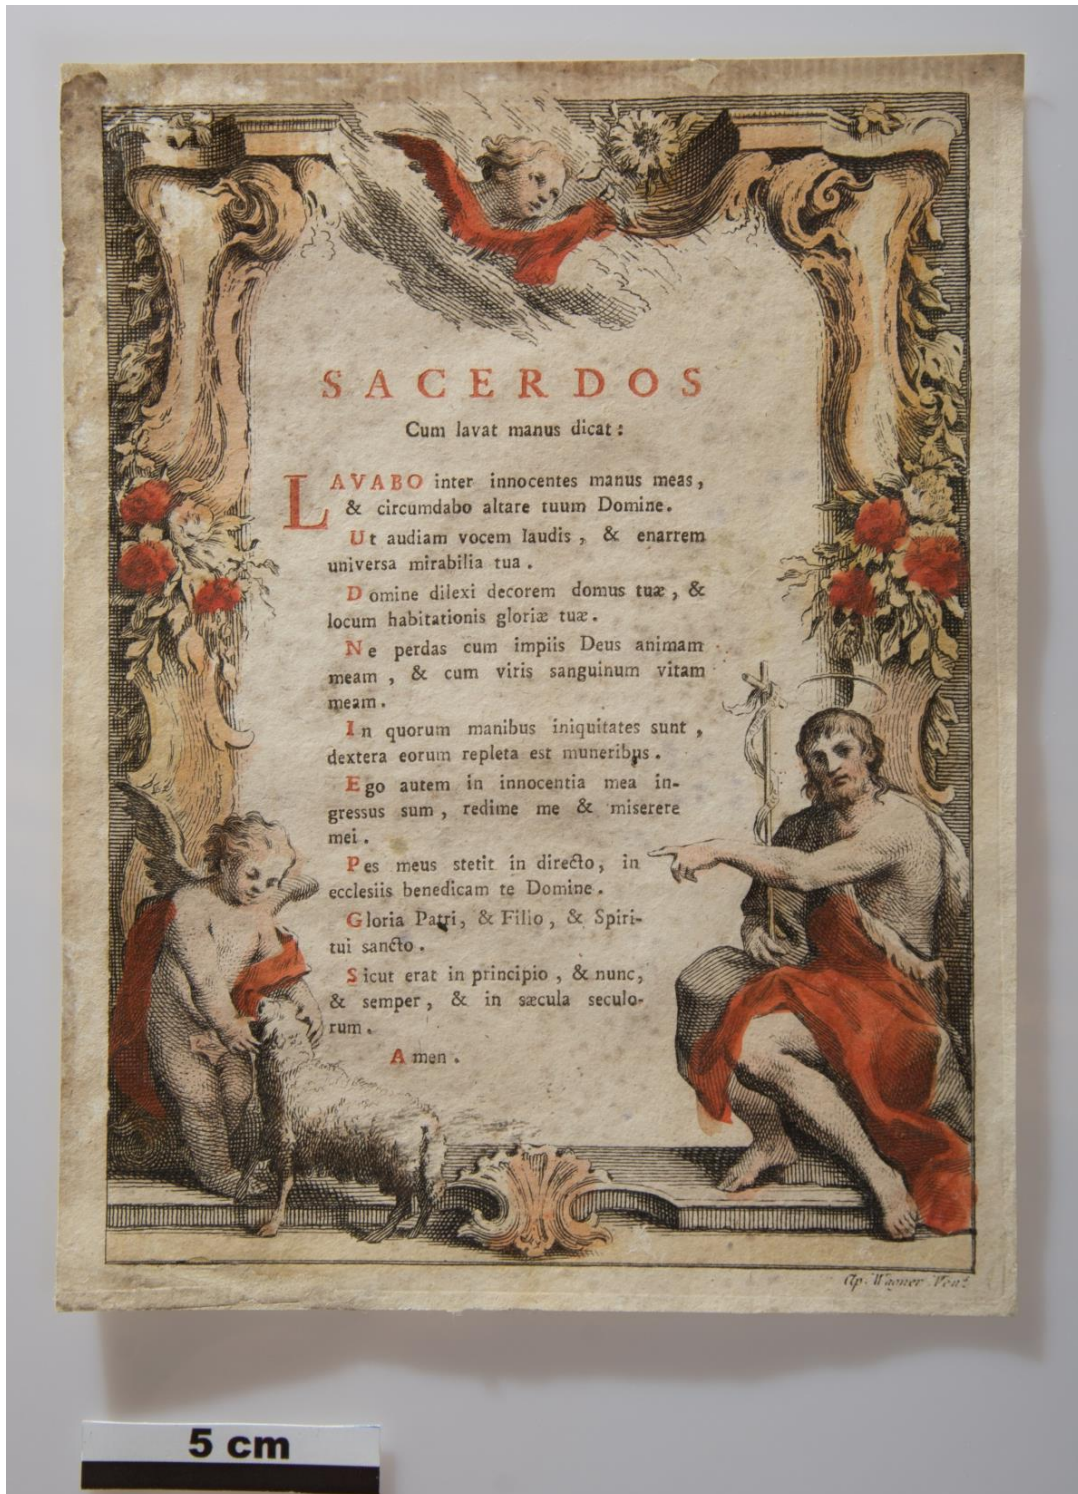 SACERDOS
Cum lavat manus dicat :
LAVABO inter innocentes manus meas ,
& circumdabo altare tuum Domine .
Ut audiam vocem laudis , & enarrem
universa mirabilia tua .
Domine dilexi decorem domus tuæ , &
locum habitationis gloriæ tuæ .
Ne perdas cum impiis Deus animam
meam , & cum viris sanguinum vitam
meam .
In quorum manibus iniquitates sunt ,
dextera eorum repleta est muneribus .
Ego autem in innocentia mea in-
gressus sum , redime me & miserere
mei .
Pes meus stetit in directo, in
ecclesiis benedicam te Domine .
Gloria Patri, & Filio , & Spiri-
tui sancto .
Sicut erat in principio , & nunc,
& semper , & in sæcula seculo-
rum .
Amen .
Ap. Wagner Ven.
5 cm